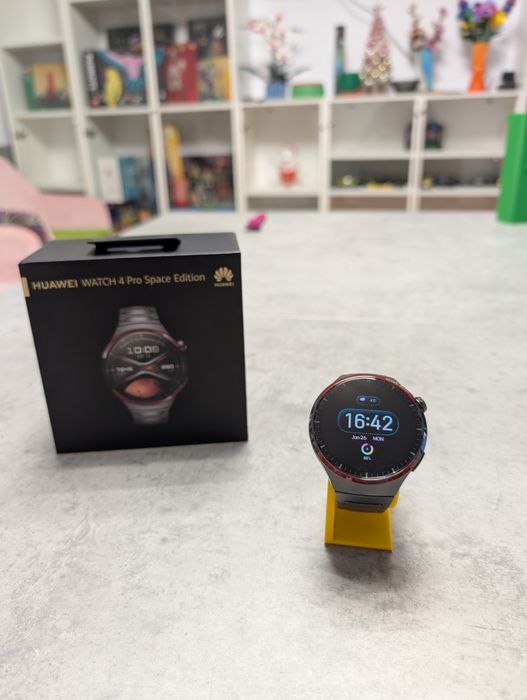 HUAWEI WATCH 4 Pro Space Edition
HUAWEI
10:08
16:42
Jan 26 MON